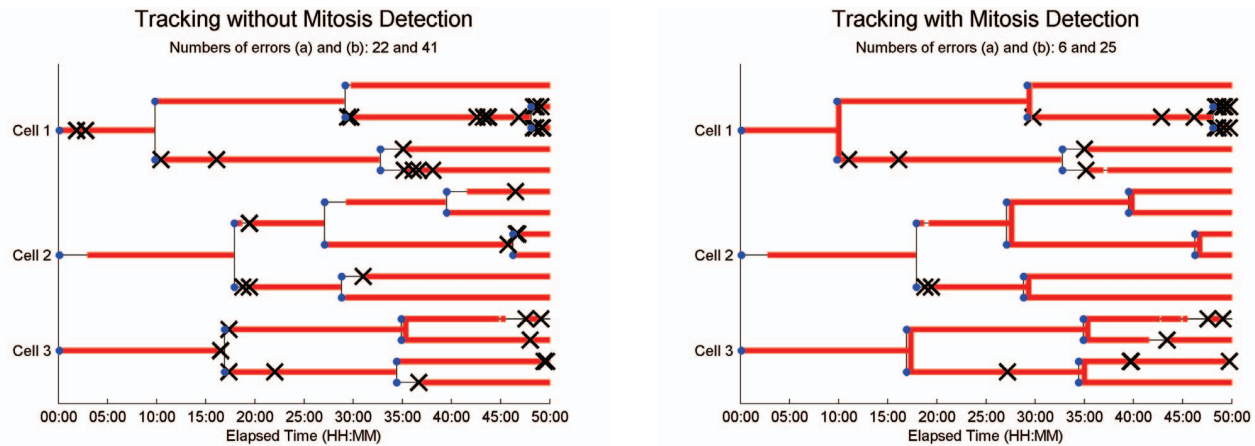 Tracking without Mitosis Detection
Numbers of errors (a) and (b): 22 and 41
Cell 1
Cell 2
Cell 3
00:00 05:00 10:00 15:00 20:00 25:00 30:00 35:00 40:00 45:00 50:00
Elapsed Time (HH:MM)
Tracking with Mitosis Detection
Numbers of errors (a) and (b): 6 and 25
Cell 1
Cell 2
Cell 3
00:00 05:00 10:00 15:00 20:00 25:00 30:00 35:00 40:00 45:00 50:00
Elapsed Time (HH:MM)